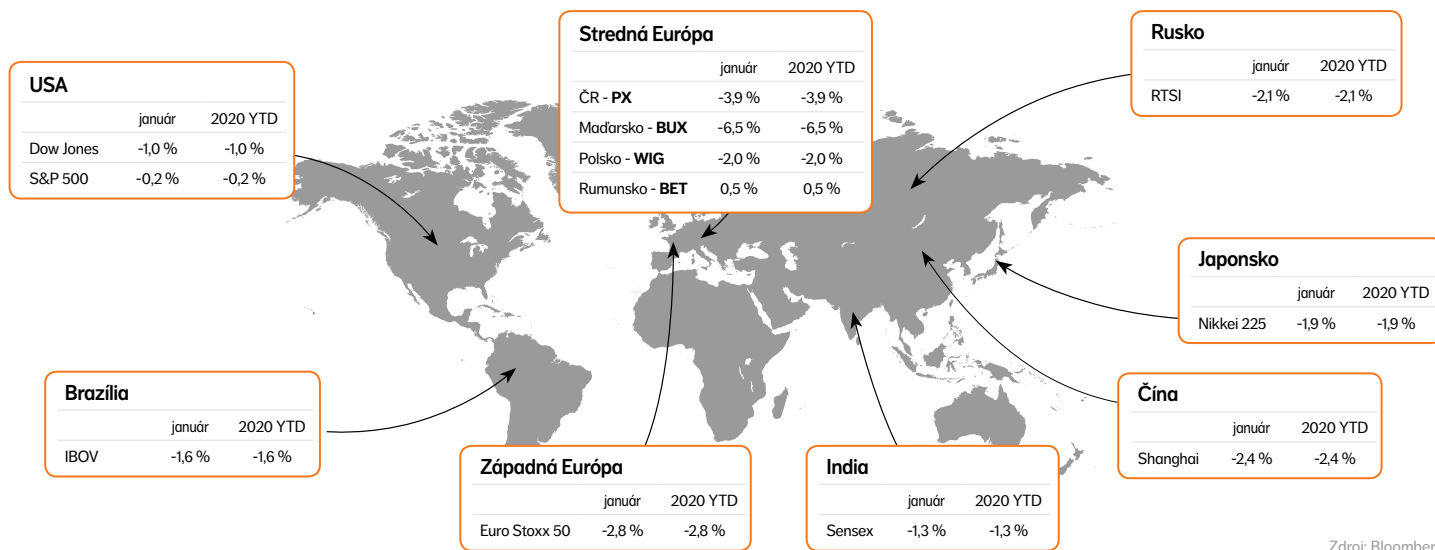 USA
január 2020 YTD
Dow Jones -1,0 % -1,0 %
S&P 500 -0,2 % -0,2 %
Stredná Európa
január 2020 YTD
ČR - PX -3,9 % -3,9 %
Maďarsko - BUX -6,5 % -6,5 %
Polsko - WIG -2,0 % -2,0 %
Rumunsko - BET 0,5 % 0,5 %
Rusko
január 2020 YTD
RTSI -2,1 % -2,1 %
Japonsko
január 2020 YTD
Nikkei 225 -1,9 % -1,9 %
Brazília
január 2020 YTD
IBOV -1,6 % -1,6 %
Západná Európa
január 2020 YTD
Euro Stoxx 50 -2,8 % -2,8 %
India
január 2020 YTD
Sensex -1,3 % -1,3 %
Čína
január 2020 YTD
Shanghai -2,4 % -2,4 %
Zdroj: Bloomber